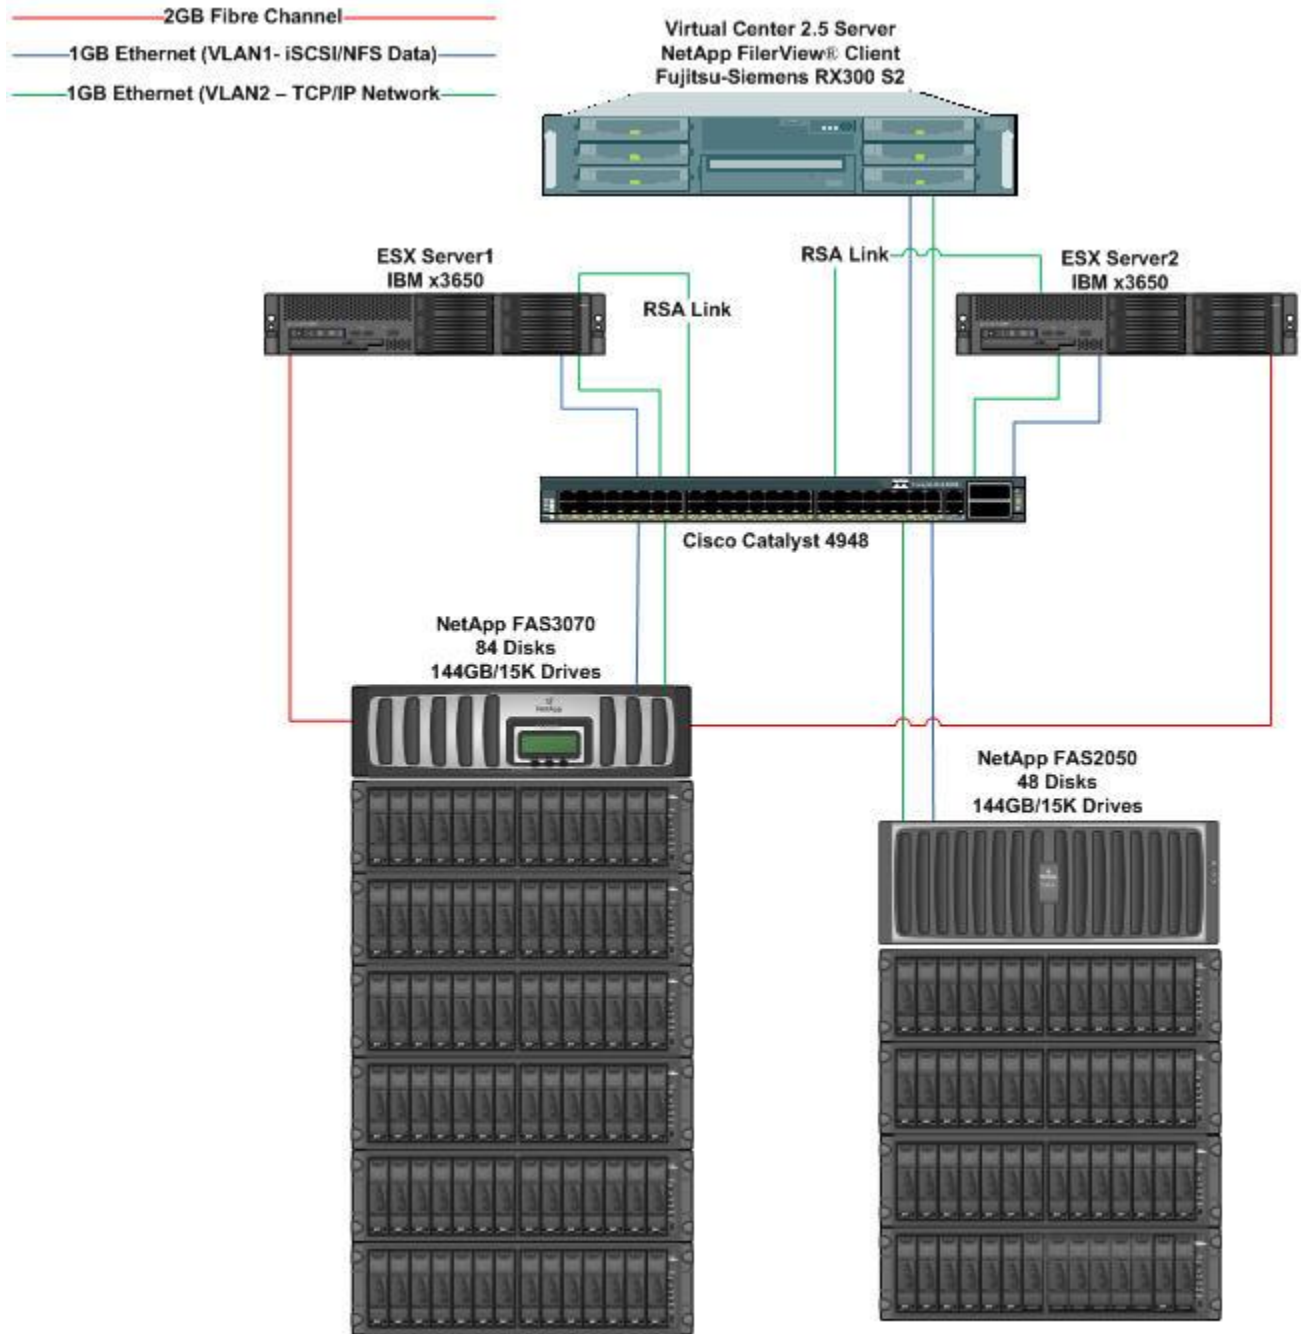 2GB Fibre Channel
1GB Ethernet (VLAN1- iSCSI/NFS Data)
1GB Ethernet (VLAN2 – TCP/IP Network
Virtual Center 2.5 Server
NetApp FilerView® Client
Fujitsu-Siemens RX300 S2
ESX Server1
IBM x3650
RSA Link
RSA Link
ESX Server2
IBM x3650
Cisco Catalyst 4948
NetApp FAS3070
84 Disks
144GB/15K Drives
NetApp
NetApp FAS2050
48 Disks
144GB/15K Drives